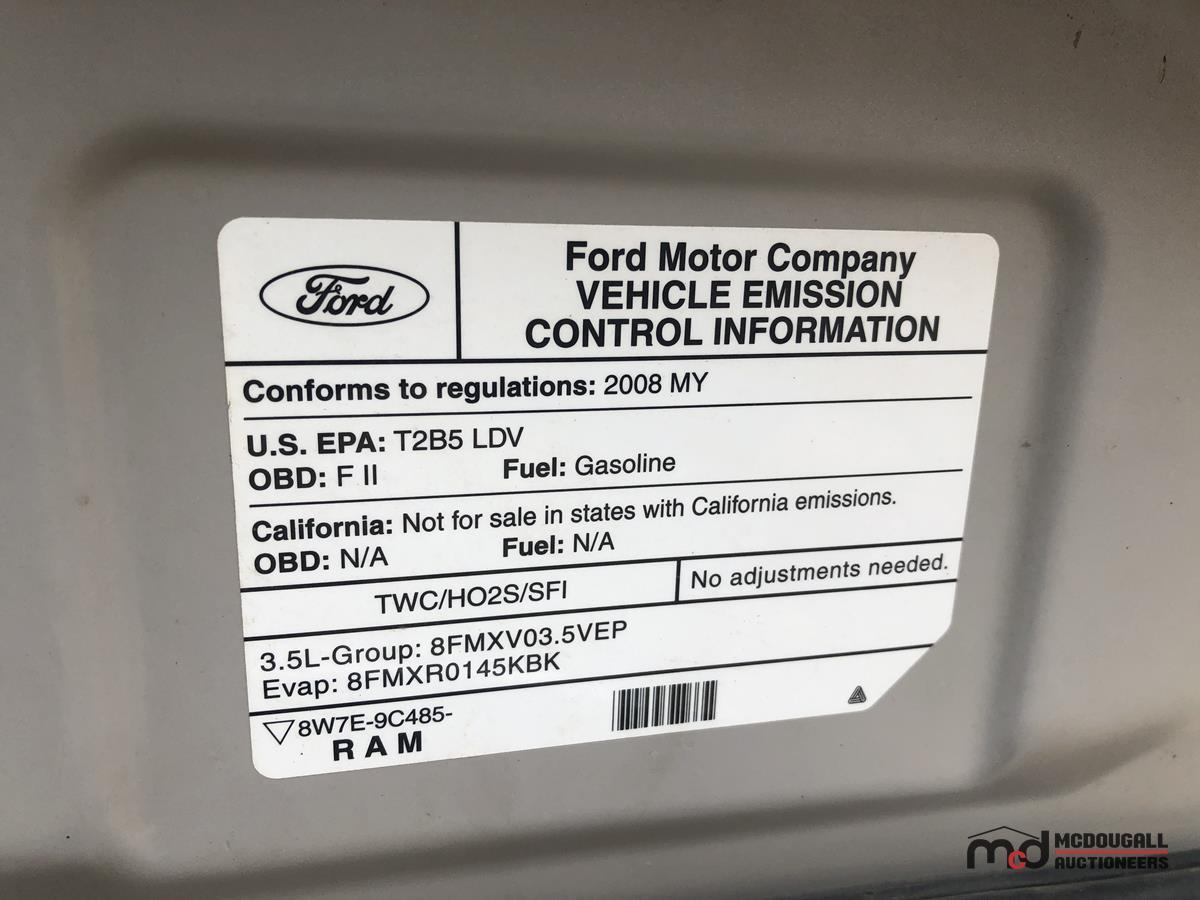 Ford
Ford Motor Company
VEHICLE EMISSION
CONTROL INFORMATION
Conforms to regulations: 2008 MY
U.S. EPA: T2B5 LDV
OBD: F II Fuel: Gasoline
California: Not for sale in states with California emissions.
OBD: N/A Fuel: N/A
TWC/HO2S/SFI
No adjustments needed.
3.5L-Group: 8FMXV03.5VEP
Evap: 8FMXR0145KBK
8W7E-9C485-
R A M
mcd MCDOUGALL
AUCTIONEERS